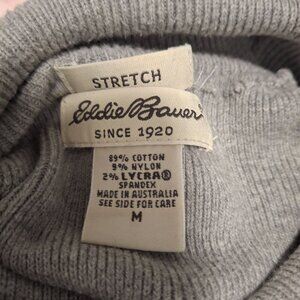 STRETCH
Eddie Bauer
SINCE 1920
89% COTTON
9% NYLON
2% LYCRA®
SPANDEX
MADE IN AUSTRALIA
SEE SIDE FOR CARE
M